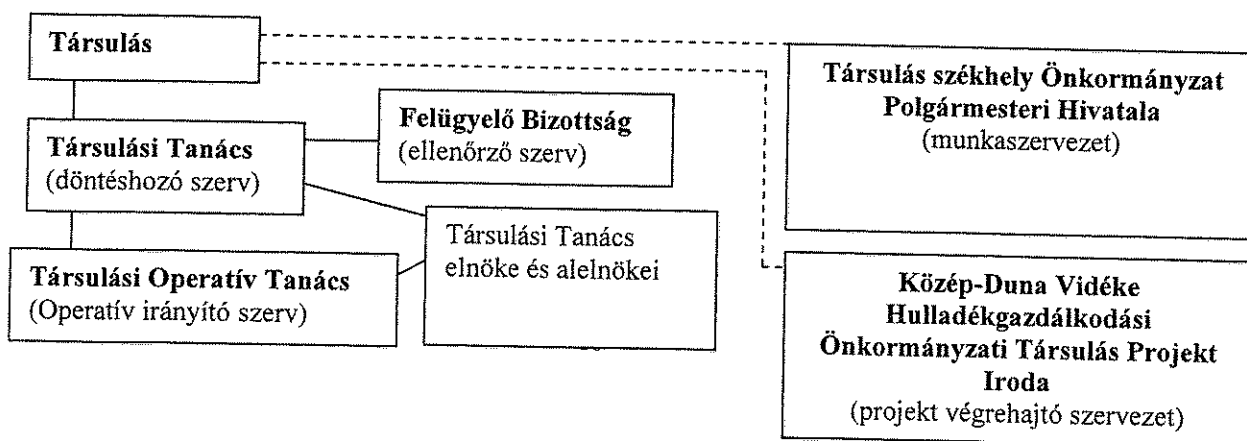 Társulás
Társulás székhely Önkormányzat
Polgármesteri Hivatala
(munkaszervezet)
Felügyelő Bizottság
(ellenőrző szerv)
Társulási Tanács
(döntéshozó szerv)
Társulási Tanács
elnöke és alelnökei
Társulási Operatív Tanács
(Operatív irányító szerv)
Közép-Duna Vidéke
Hulladékgazdálkodási
Önkormányzati Társulás Projekt
Iroda
(projekt végrehajtó szervezet)